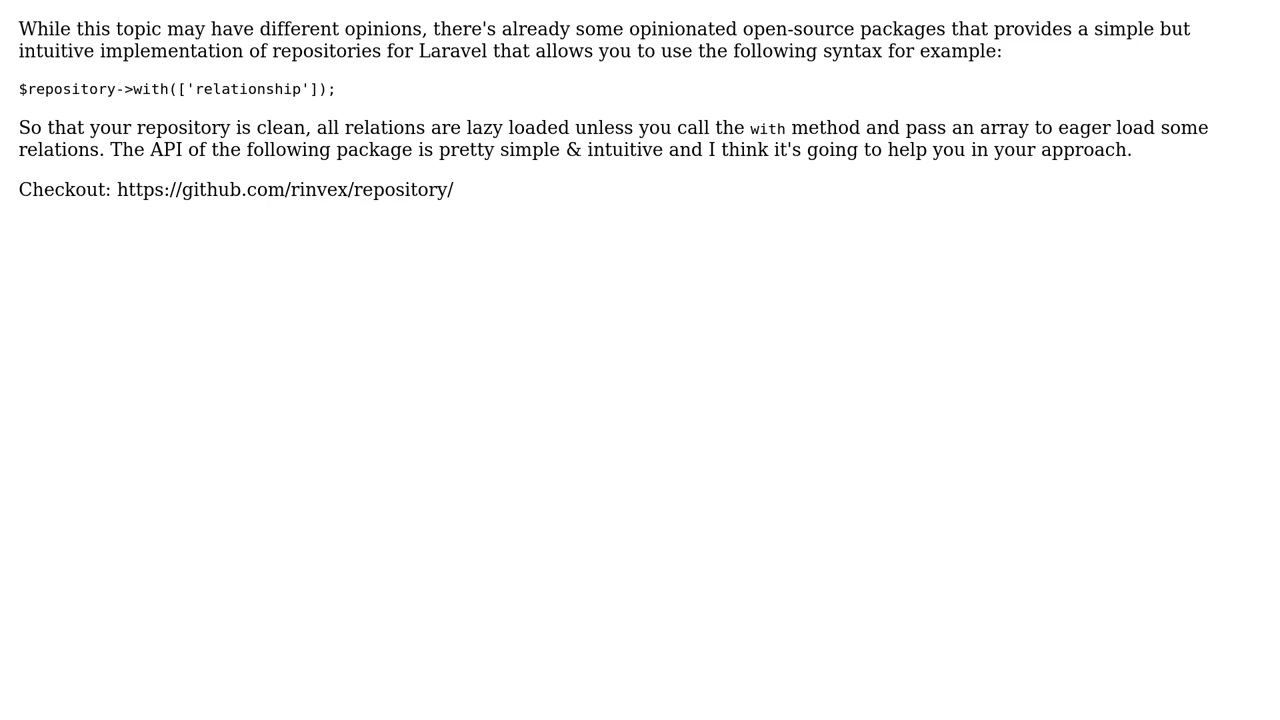 While this topic may have different opinions, there's already some opinionated open-source packages that provides a simple but
intuitive implementation of repositories for Laravel that allows you to use the following syntax for example:
$repository->with(['relationship']);
So that your repository is clean, all relations are lazy loaded unless you call the with method and pass an array to eager load some
relations. The API of the following package is pretty simple & intuitive and I think it's going to help you in your approach.
Checkout: https://github.com/rinvex/repository/